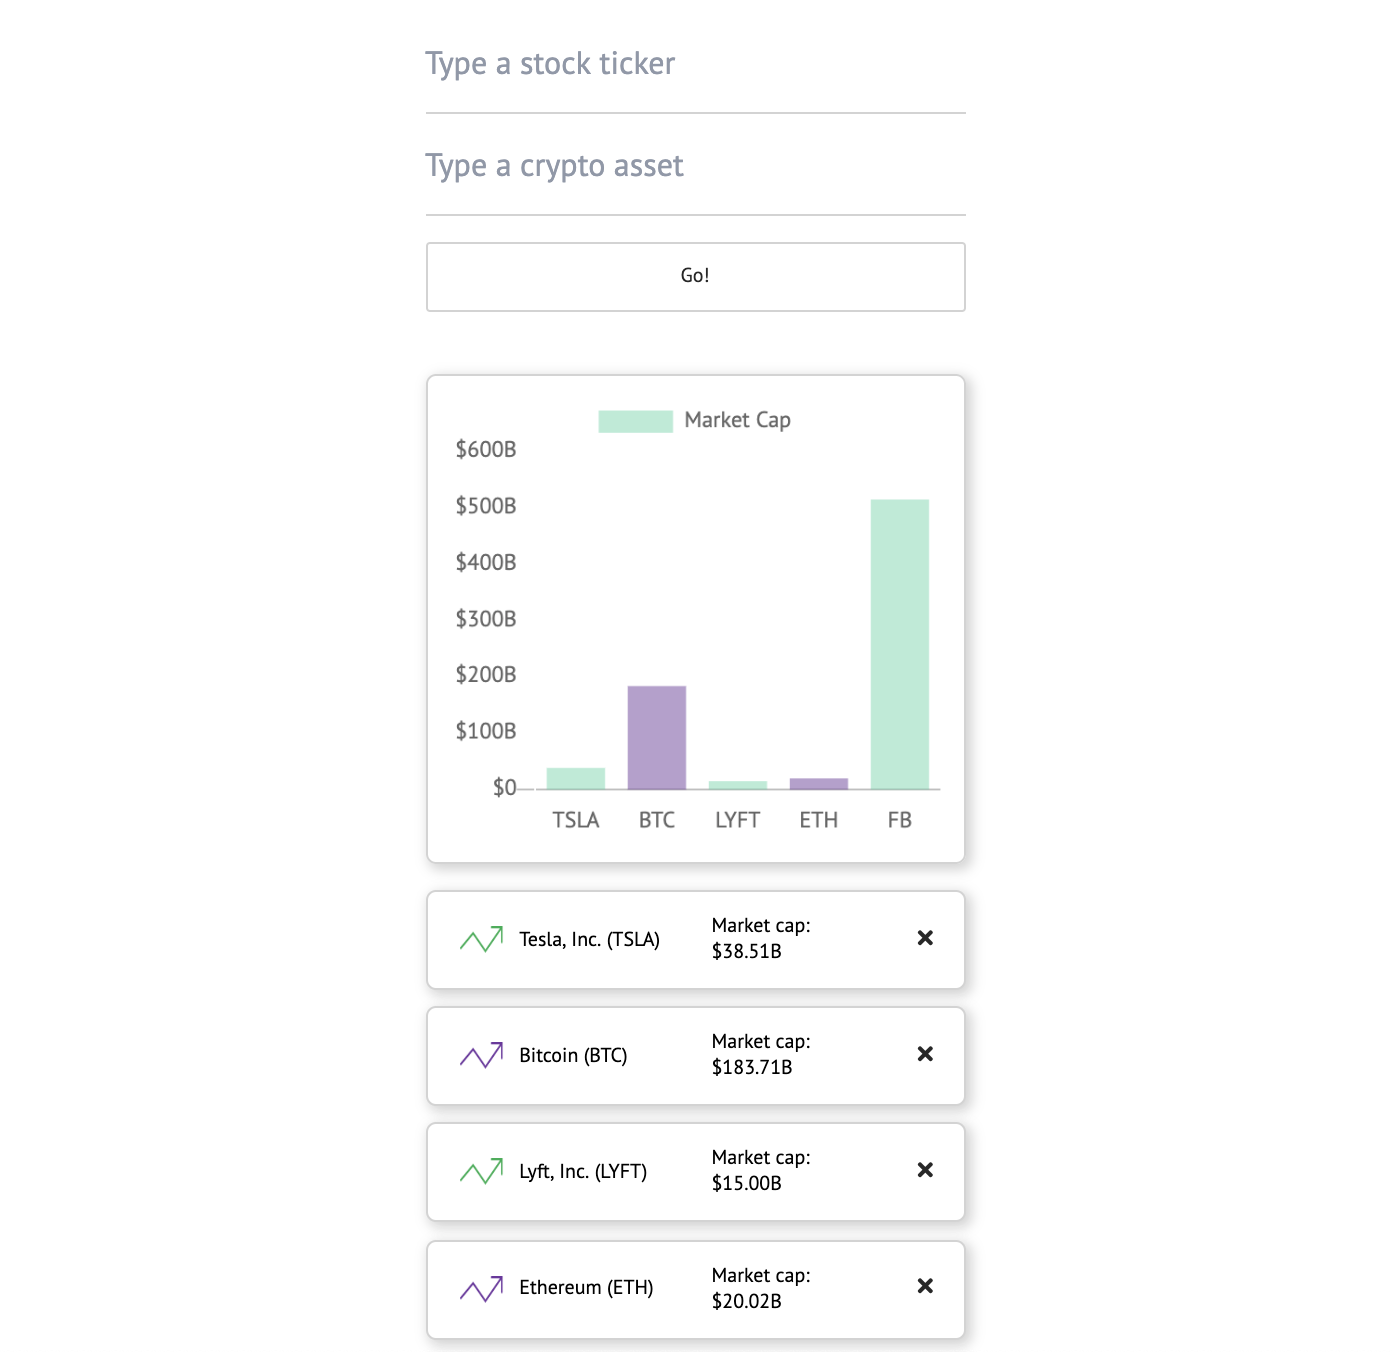 Type a stock ticker
Type a crypto asset
Go!
Market Cap
$600B
$500B
$400B
$300B
$200B
$100B
$0
TSLA BTC LYFT ETH FB
Tesla, Inc. (TSLA)
Market cap:
$38.51B
Bitcoin (BTC)
Market cap:
$183.71B
Lyft, Inc. (LYFT)
Market cap:
$15.00B
Ethereum (ETH)
Market cap:
$20.02B